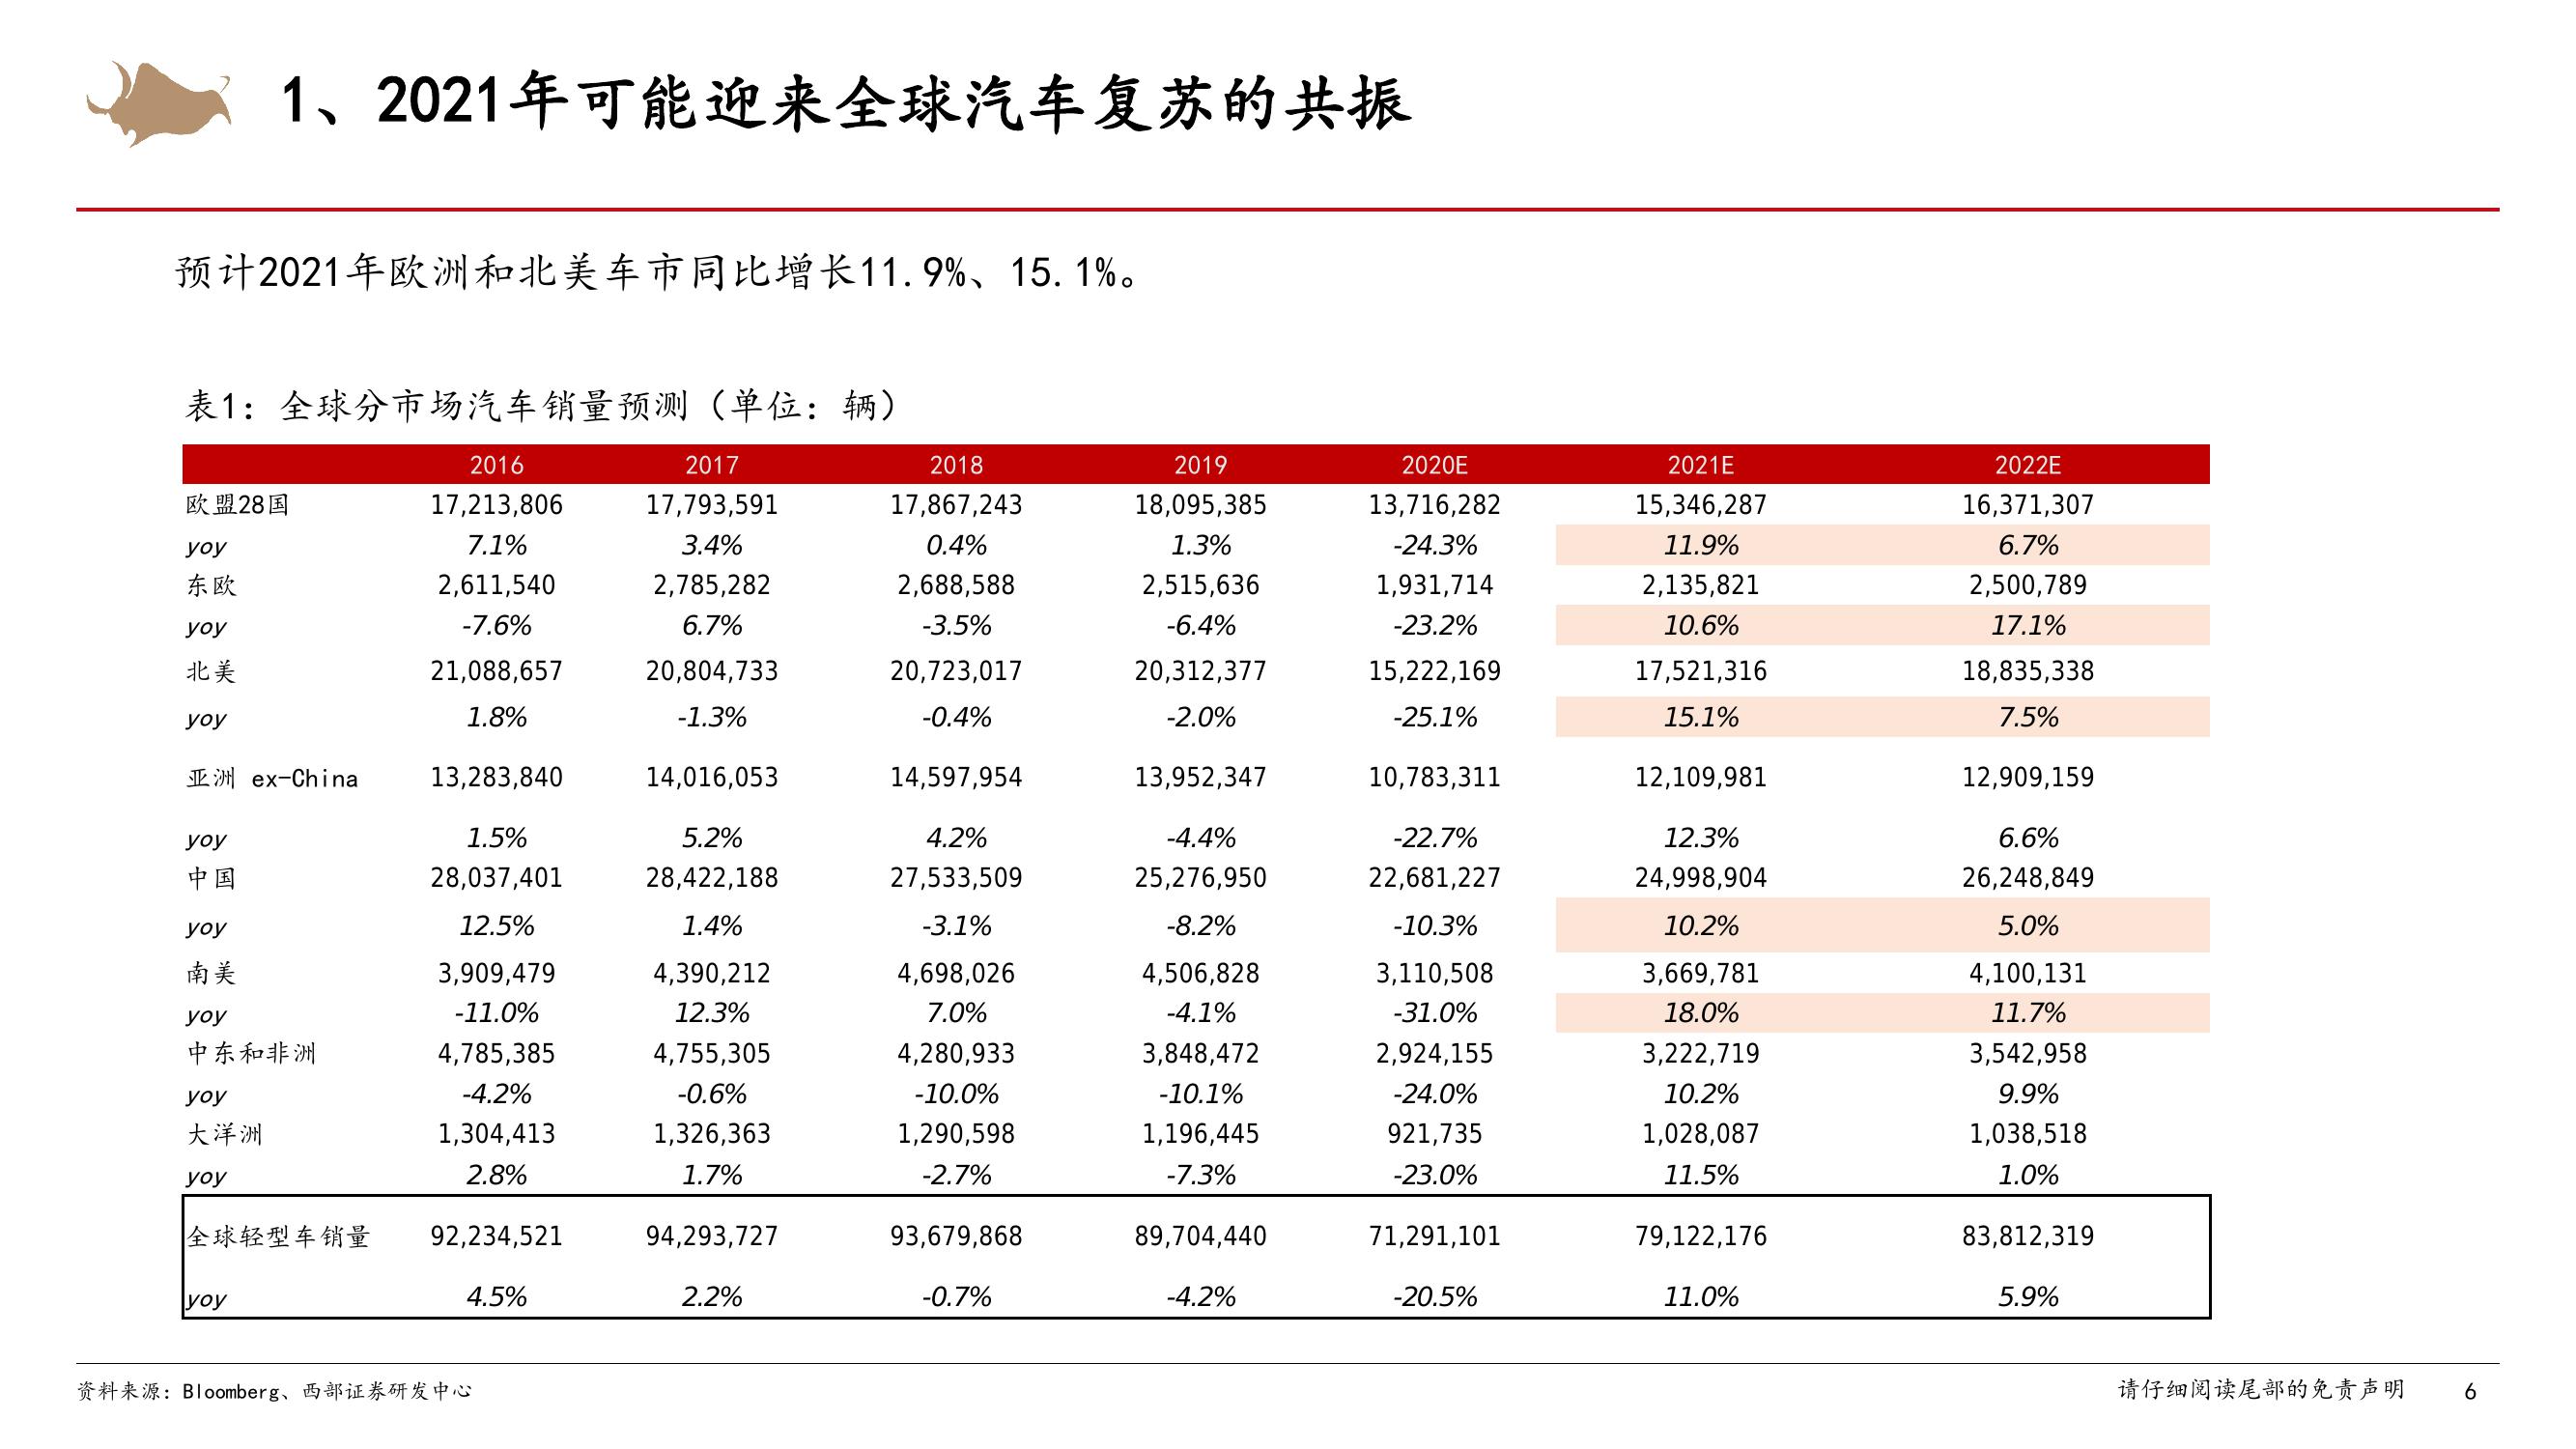 1、2021年可能迎来全球汽车复苏的共振
预计2021年欧洲和北美车市同比增长11.9%、15.1%。
表1：全球分市场汽车销量预测（单位：辆）
2016 2017 2018 2019 2020E 2021E 2022E
欧盟28国 17,213,806 17,793,591 17,867,243 18,095,385 13,716,282 15,346,287 16,371,307
yoy 7.1% 3.4% 0.4% 1.3% -24.3% 11.9% 6.7%
东欧 2,611,540 2,785,282 2,688,588 2,515,636 1,931,714 2,135,821 2,500,789
yoy -7.6% 6.7% -3.5% -6.4% -23.2% 10.6% 17.1%
北美 21,088,657 20,804,733 20,723,017 20,312,377 15,222,169 17,521,316 18,835,338
yoy 1.8% -1.3% -0.4% -2.0% -25.1% 15.1% 7.5%
亚洲 ex-China 13,283,840 14,016,053 14,597,954 13,952,347 10,783,311 12,109,981 12,909,159
yoy 1.5% 5.2% 4.2% -4.4% -22.7% 12.3% 6.6%
中国 28,037,401 28,422,188 27,533,509 25,276,950 22,681,227 24,998,904 26,248,849
yoy 12.5% 1.4% -3.1% -8.2% -10.3% 10.2% 5.0%
南美 3,909,479 4,390,212 4,698,026 4,506,828 3,110,508 3,669,781 4,100,131
yoy -11.0% 12.3% 7.0% -4.1% -31.0% 18.0% 11.7%
中东和非洲 4,785,385 4,755,305 4,280,933 3,848,472 2,924,155 3,222,719 3,542,958
yoy -4.2% -0.6% -10.0% -10.1% -24.0% 10.2% 9.9%
大洋洲 1,304,413 1,326,363 1,290,598 1,196,445 921,735 1,028,087 1,038,518
yoy 2.8% 1.7% -2.7% -7.3% -23.0% 11.5% 1.0%
全球轻型车销量 92,234,521 94,293,727 93,679,868 89,704,440 71,291,101 79,122,176 83,812,319
yoy 4.5% 2.2% -0.7% -4.2% -20.5% 11.0% 5.9%
资料来源：Bloomberg、西部证券研发中心
请仔细阅读尾部的免责声明 6